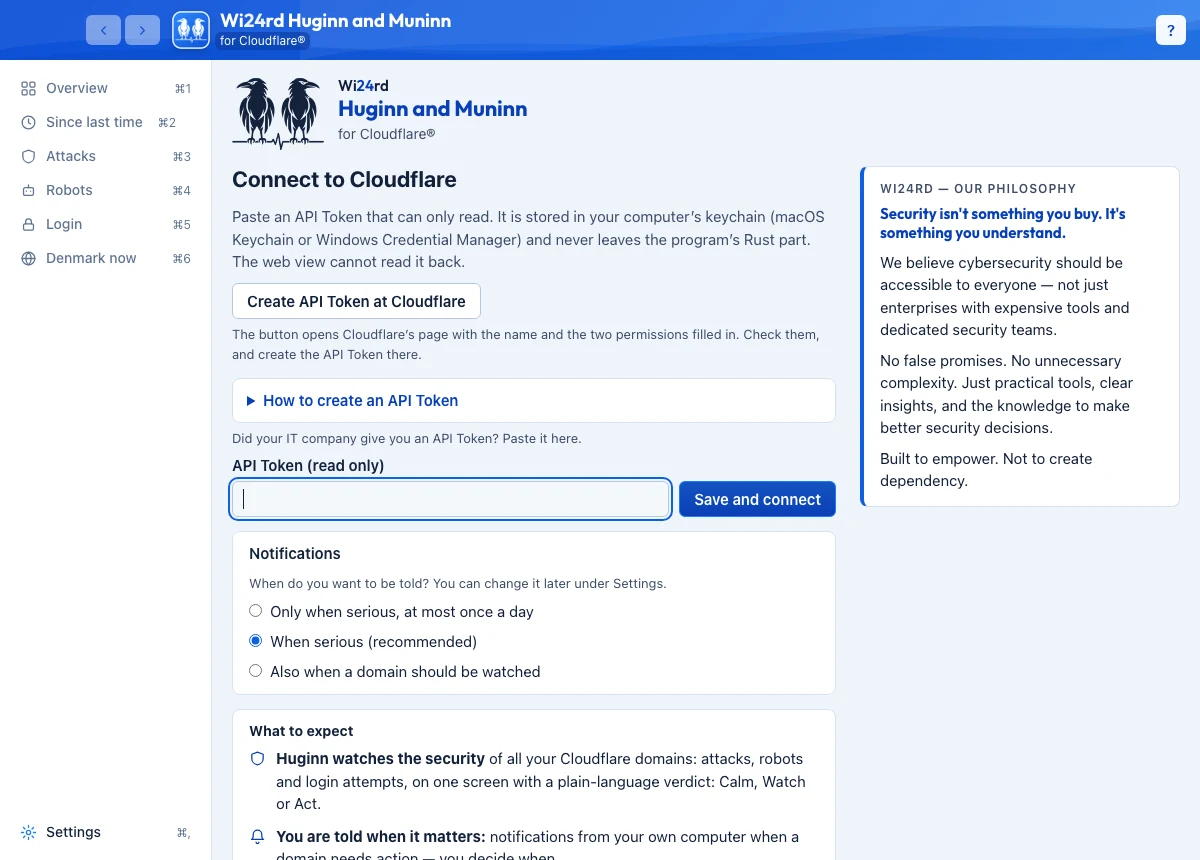 Wi24rd Huginn and Muninn
for Cloudflare®
?
Overview ⌘1
Since last time ⌘2
Attacks ⌘3
Robots ⌘4
Login ⌘5
Denmark now ⌘6
Settings ⌘,
Wi24rd
Huginn and Muninn
for Cloudflare®
Connect to Cloudflare
Paste an API Token that can only read. It is stored in your computer’s keychain (macOS
Keychain or Windows Credential Manager) and never leaves the program’s Rust part.
The web view cannot read it back.
Create API Token at Cloudflare
The button opens Cloudflare’s page with the name and the two permissions filled in. Check them,
and create the API Token there.
How to create an API Token
Did your IT company give you an API Token? Paste it here.
API Token (read only)
Save and connect
Notifications
When do you want to be told? You can change it later under Settings.
Only when serious, at most once a day
When serious (recommended)
Also when a domain should be watched
What to expect
Huginn watches the security of all your Cloudflare domains: attacks, robots
and login attempts, on one screen with a plain-language verdict: Calm, Watch
or Act.
You are told when it matters: notifications from your own computer when a
domain needs action — you decide when.
WI24RD — OUR PHILOSOPHY
Security isn't something you buy. It's
something you understand.
We believe cybersecurity should be
accessible to everyone — not just
enterprises with expensive tools and
dedicated security teams.
No false promises. No unnecessary
complexity. Just practical tools, clear
insights, and the knowledge to make
better security decisions.
Built to empower. Not to create
dependency.